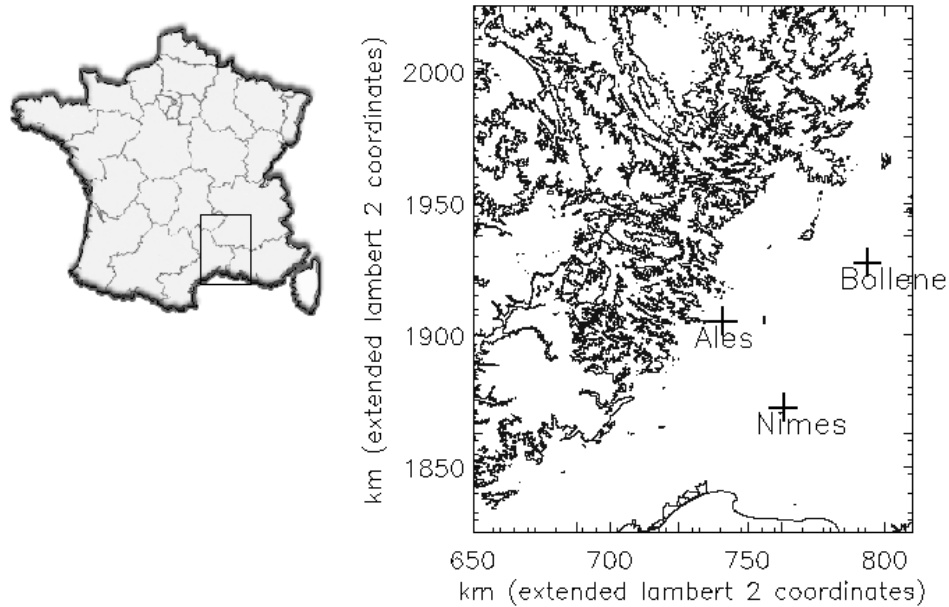 km (extended lambert 2 coordinates)
2000
1950
1900
1850
Bollene
Ales
Nimes
650
700
750
800
km (extended lambert 2 coordinates)